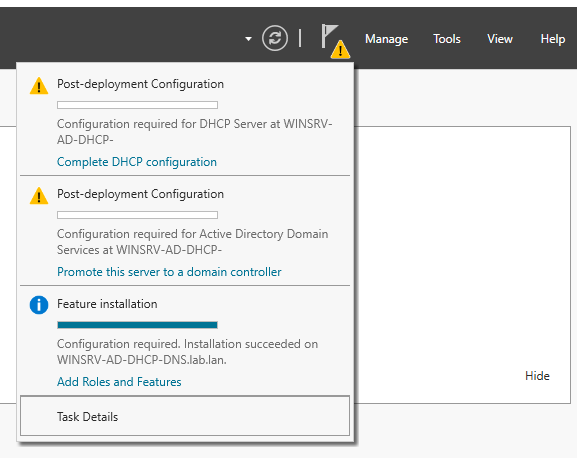 Manage Tools View Help
Post-deployment Configuration
Configuration required for DHCP Server at WINSRV-
AD-DHCP-
Complete DHCP configuration
Post-deployment Configuration
Configuration required for Active Directory Domain
Services at WINSRV-AD-DHCP-
Promote this server to a domain controller
Feature installation
Configuration required. Installation succeeded on
WINSRV-AD-DHCP-DNS.lab.lan.
Add Roles and Features
Hide
Task Details